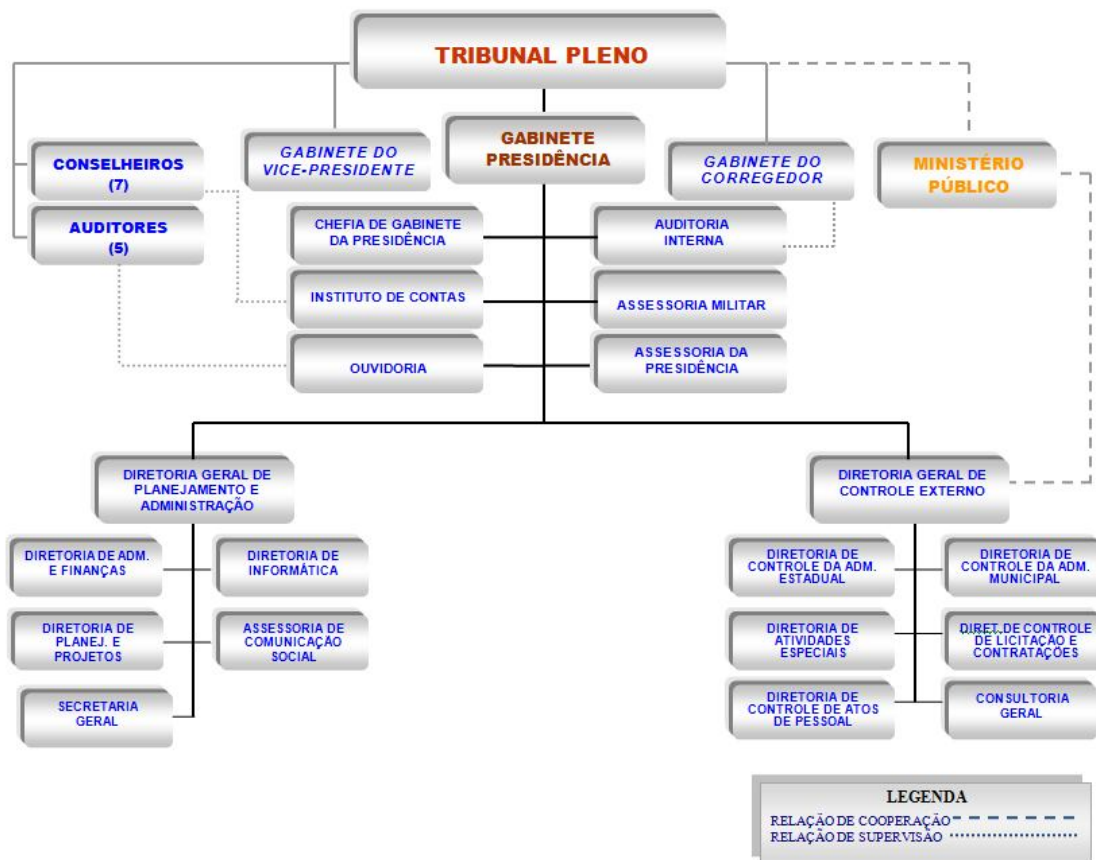 TRIBUNAL PLENO
GABINETE
PRESIDÊNCIA
CONSELHEIROS
(7)
GABINETE DO
VICE-PRESIDENTE
GABINETE DO
CORREGEDOR
MINISTÉRIO
PÚBLICO
AUDITORES
(5)
CHEFIA DE GABINETE
DA PRESIDÊNCIA
AUDITORIA
INTERNA
INSTITUTO DE CONTAS
ASSESSORIA MILITAR
OUVIDORIA
ASSESSORIA DA
PRESIDÊNCIA
DIRETORIA GERAL DE
PLANEJAMENTO E
ADMINISTRAÇÃO
DIRETORIA GERAL DE
CONTROLE EXTERNO
DIRETORIA DE ADM.
E FINANÇAS
DIRETORIA DE
INFORMÁTICA
DIRETORIA DE
PLANEJ. E
PROJETOS
ASSESSORIA DE
COMUNICAÇÃO
SOCIAL
SECRETARIA
GERAL
DIRETORIA DE
CONTROLE DA ADM.
ESTADUAL
DIRETORIA DE
CONTROLE DA ADM.
MUNICIPAL
DIRETORIA DE
ATIVIDADES
ESPECIAIS
DIRET. DE CONTROLE
DE LICITAÇÃO E
CONTRATAÇÕES
DIRETORIA DE
CONTROLE DE ATOS
DE PESSOAL
CONSULTORIA
GERAL
LEGENDA
RELAÇÃO DE COOPERAÇÃO
RELAÇÃO DE SUPERVISÃO